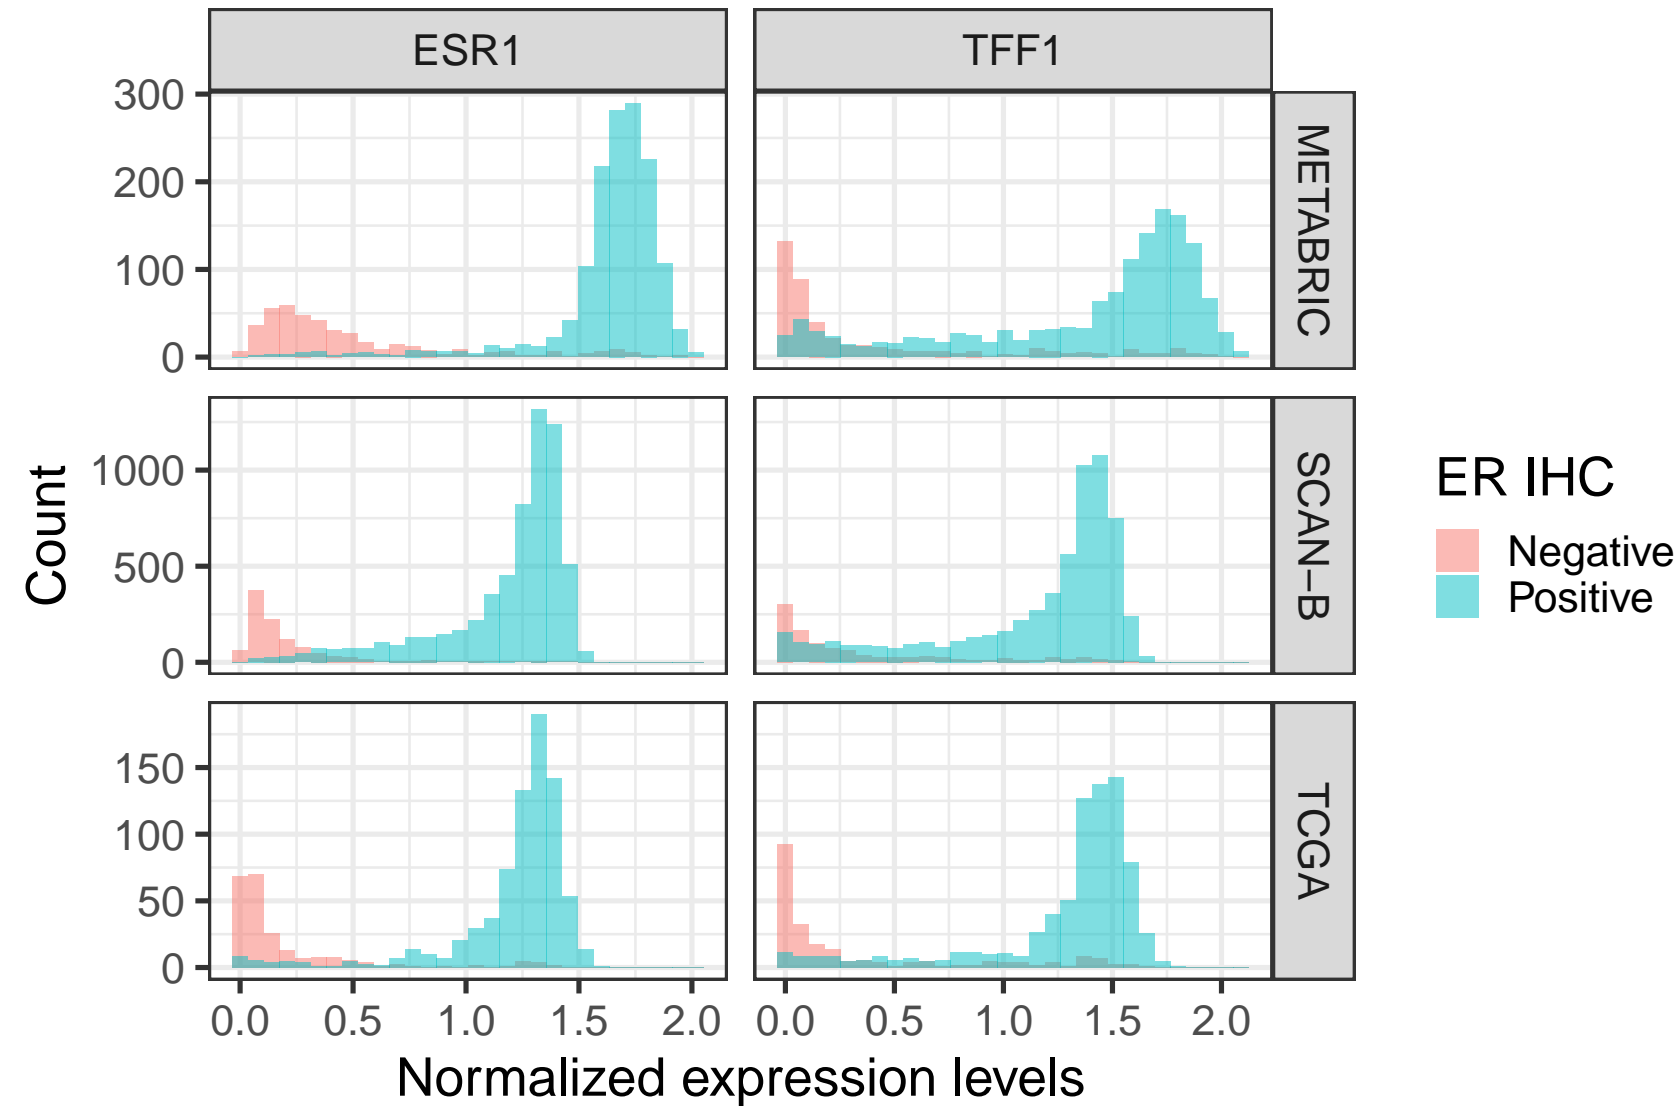 ESR1
TFF1
300
200
100
0
METABRIC
1000
500
0
SCAN−B
150
100
50
0
TCGA
0.0 0.5 1.0 1.5 2.0
0.0 0.5 1.0 1.5 2.0
Normalized expression levels
Count
ER IHC
Negative
Positive